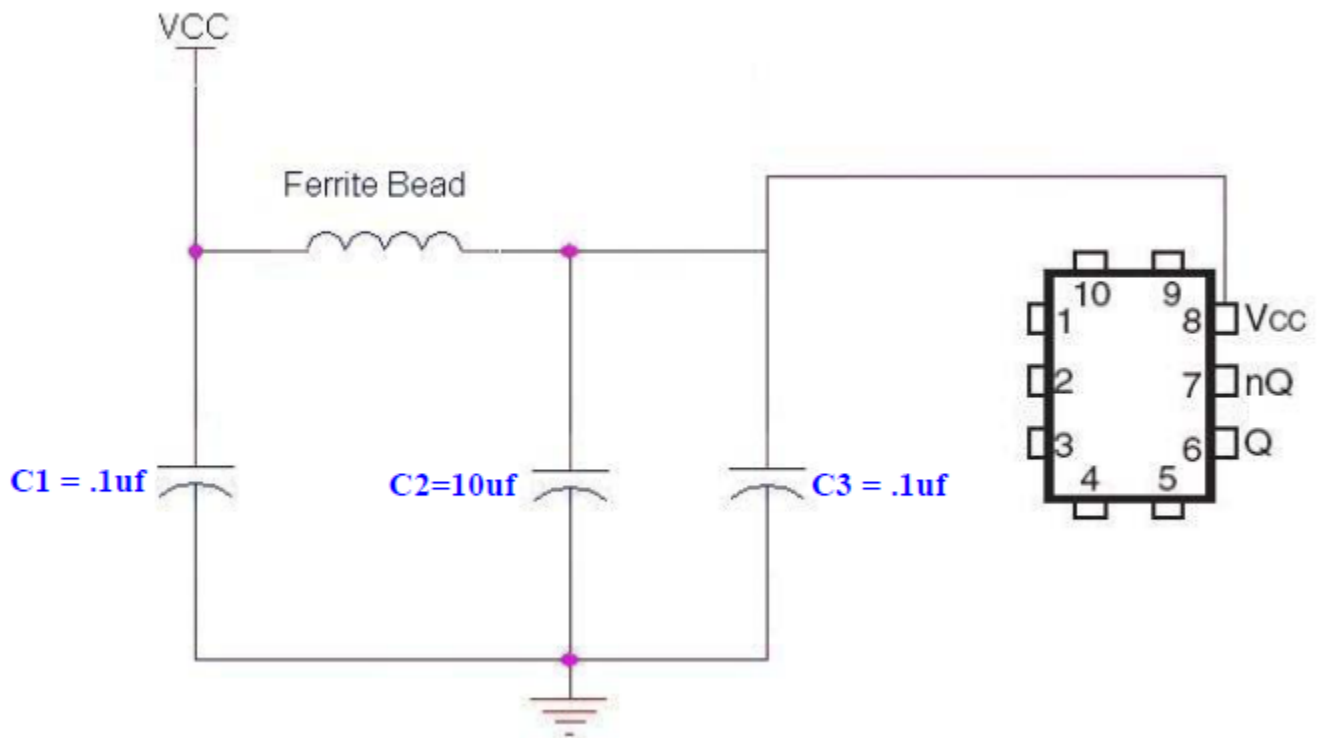 VCC
Ferrite Bead
10 9
1 8 Vcc
2 7 nQ
3 6 Q
4 5
C1 = .1uf
C2=10uf
C3 = .1uf